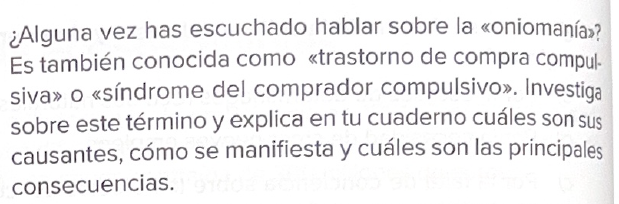 ¿Alguna vez has escuchado hablar sobre la «oniomanía»?
Es también conocida como «trastorno de compra compul-
siva» o «síndrome del comprador compulsivo». Investiga
sobre este término y explica en tu cuaderno cuáles son sus
causantes, cómo se manifiesta y cuáles son las principales
consecuencias.